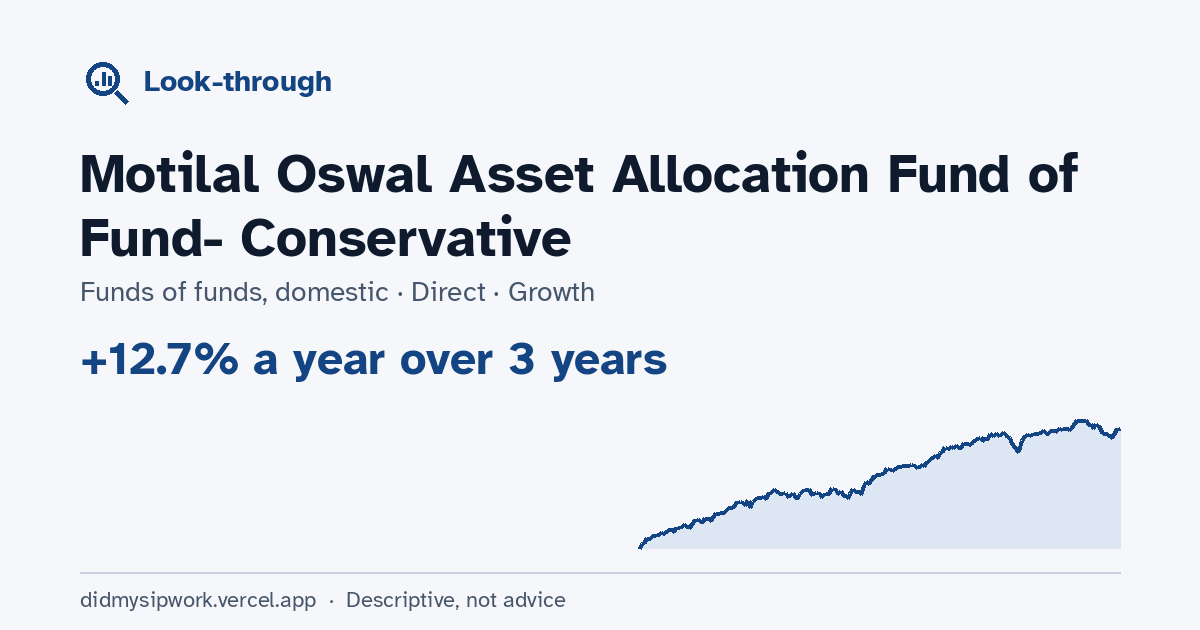 Look-through
Motilal Oswal Asset Allocation Fund of
Fund- Conservative
Funds of funds, domestic · Direct · Growth
+12.7% a year over 3 years
didmysipwork.vercel.app · Descriptive, not advice